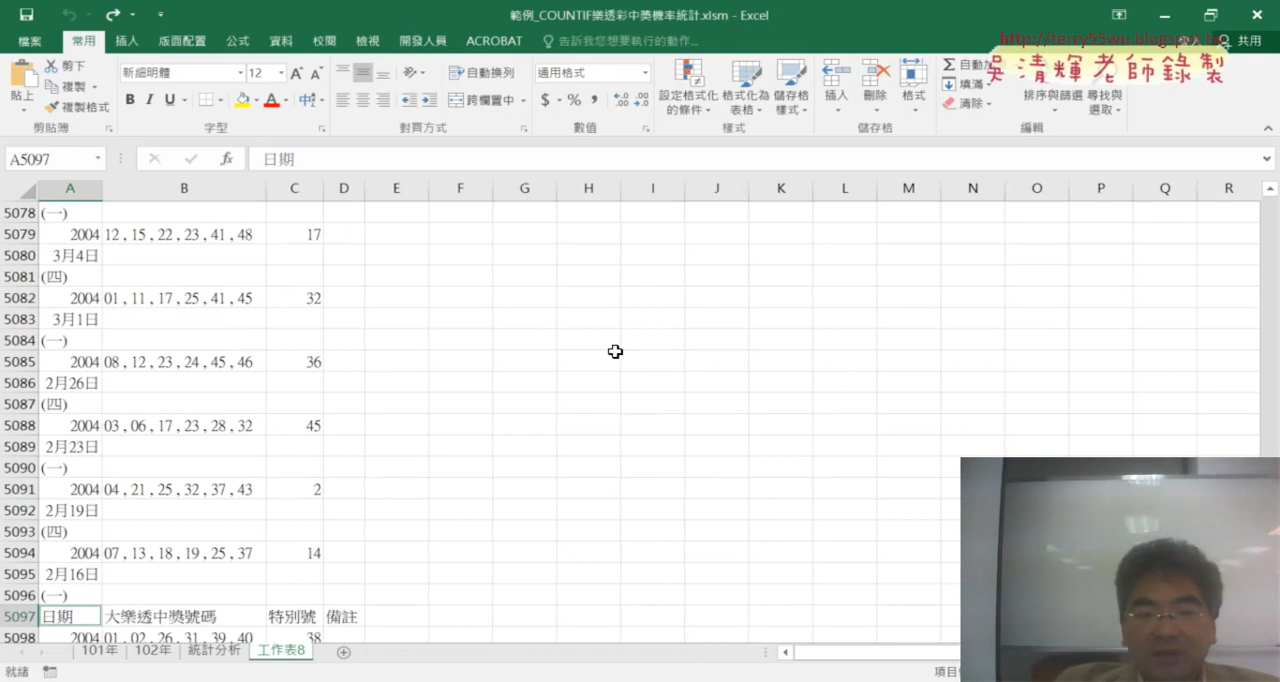 範例_COUNTIF樂透彩中獎機率統計.xlsm - Excel
檔案 常用 插入 版面配置 公式 資料 校閱 檢視 開發人員 ACROBAT 告訴我您想要執行的動作... 共用
http://terry55wu.blogspot.tw
吳清輝老師錄製
貼上 剪下 複製 複製格式 剪貼簿
新細明體 12 A A B I U A 中 字型
自動換列 跨欄置中 對齊方式
通用格式 $ % , .0 .00 .00 .0 數值
設定格式化的條件 格式化為表格 儲存格樣式 樣式
插入 刪除 格式 儲存格
Σ 自動加 填滿 清除 排序與篩選 尋找與選取 編輯
A5097 fx 日期
A B C D E F G H I J K L M N O P Q R
5078 (一)
5079 2004 12 , 15 , 22 , 23 , 41 , 48 17
5080 3月4日
5081 (四)
5082 2004 01 , 11 , 17 , 25 , 41 , 45 32
5083 3月1日
5084 (一)
5085 2004 08 , 12 , 23 , 24 , 45 , 46 36
5086 2月26日
5087 (四)
5088 2004 03 , 06 , 17 , 23 , 28 , 32 45
5089 2月23日
5090 (一)
5091 2004 04 , 21 , 25 , 32 , 37 , 43 2
5092 2月19日
5093 (四)
5094 2004 07 , 13 , 18 , 19 , 25 , 37 14
5095 2月16日
5096 (一)
5097 日期 大樂透中獎號碼 特別號 備註
5098 2004 01 , 02 , 26 , 31 , 39 , 40 38
101年 102年 統計分析 工作表8
就緒 項目